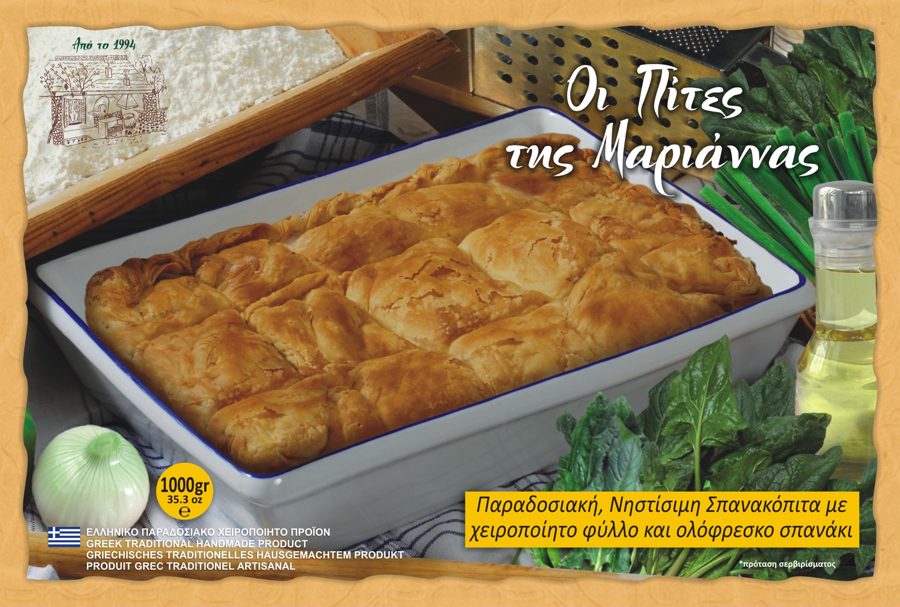 Από το 1994
Οι Πίτες
της Μαριάννας
1000gr
35.3 oz
e
Παραδοσιακή, Νηστίσιμη Σπανακόπιτα με
χειροποίητο φύλλο και ολόφρεσκο σπανάκι
*πρόταση σερβιρίσματος
ΕΛΛΗΝΙΚΟ ΠΑΡΑΔΟΣΙΑΚΟ ΧΕΙΡΟΠΟΙΗΤΟ ΠΡΟΪΟΝ
GREEK TRADITIONAL HANDMADE PRODUCT
GRIECHISCHES TRADITIONELLES HAUSGEMACHTEM PRODUKT
PRODUIT GREC TRADITIONEL ARTISANAL